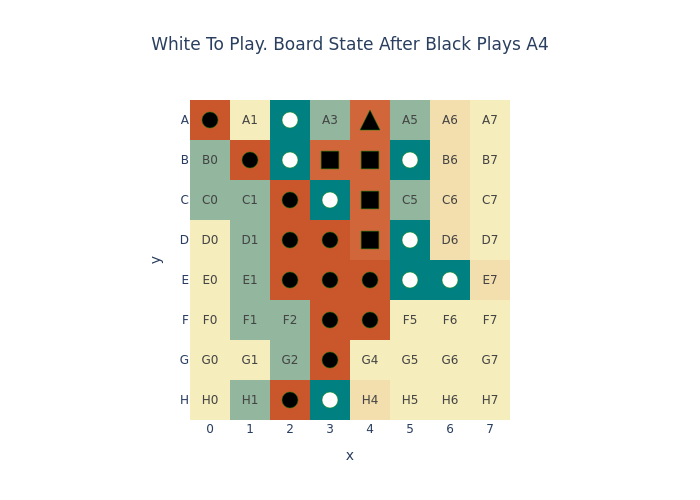 White To Play. Board State After Black Plays A4
A A1 A3 A5 A6 A7
B B0 B6 B7
C C0 C1 C5 C6 C7
D D0 D1 D6 D7
E E0 E1 E7
F F0 F1 F2 F5 F6 F7
G G0 G1 G2 G4 G5 G6 G7
H H0 H1 H4 H5 H6 H7
0 1 2 3 4 5 6 7
x
y